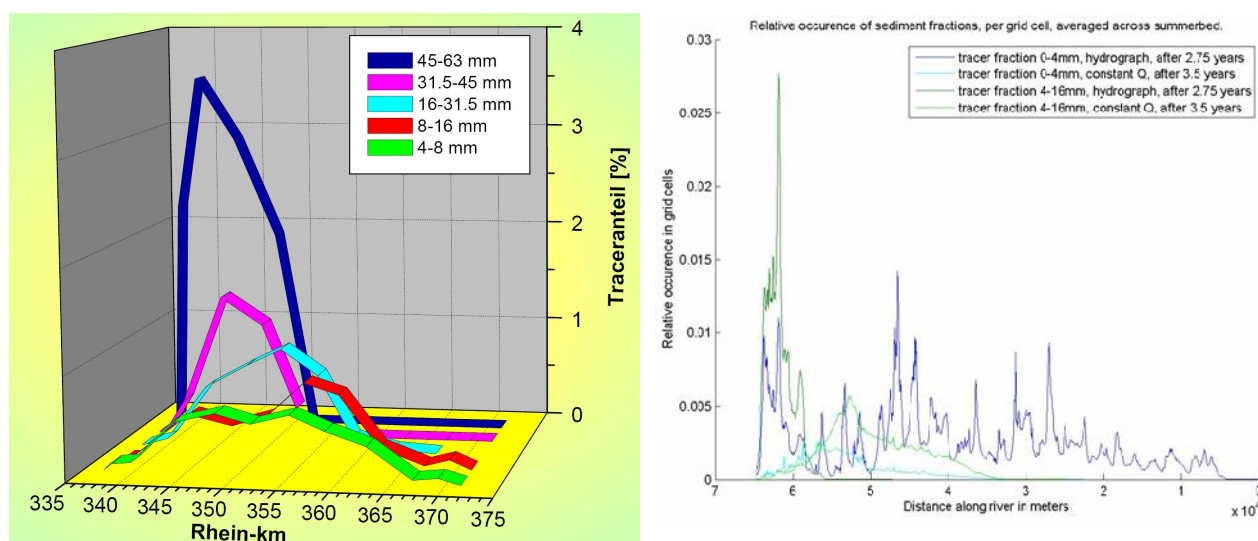 45-63 mm
31.5-45 mm
16-31.5 mm
8-16 mm
4-8 mm
4
3
2
1
0
Traceranteil [%]
335
340
345
350
355
360
365
370
375
Rhein-km
Relative occurence of sediment fractions, per grid cell, averaged across summerbed.
tracer fraction 0-4mm, hydrograph, after 2.75 years
tracer fraction 0-4mm, constant Q, after 3.5 years
tracer fraction 4-16mm, hydrograph, after 2.75 years
tracer fraction 4-16mm, constant Q, after 3.5 years
0.03
0.025
0.02
0.015
0.01
0.005
0
Relative occurence in grid cells
7 6 5 4 3 2 1
Distance along river in meters